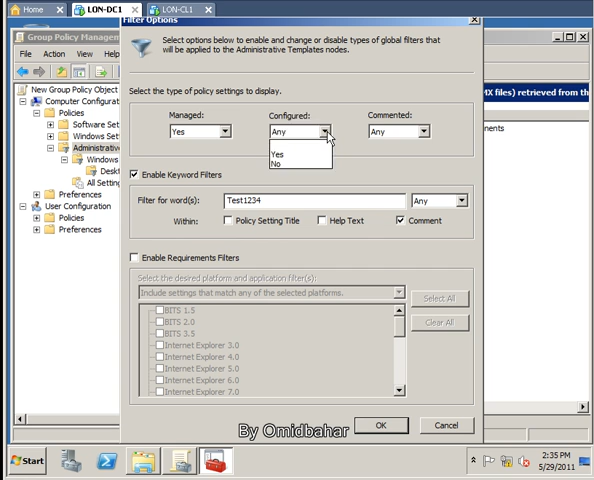 Home
LON-DC1
LON-CL1
Group Policy Manage
Filter Options
File Action View
Select options below to enable and change or disable types of global filters that
will be applied to the Administrative Templates nodes.
New Group Policy Object
Computer Configurat
Policies
Software Set
Windows Set
Administrative
Windows
Deskt
All Setting
Preferences
User Configuration
Policies
Preferences
MX files) retrieved from th
nents
Select the type of policy settings to display.
Managed:
Configured:
Commented:
Yes
Any
Any
Yes
No
Enable Keyword Filters
Filter for word(s):
Test1234
Any
Within:
Policy Setting Title
Help Text
Comment
Enable Requirements Filters
Select the desired platform and application filter(s):
Include settings that match any of the selected platforms.
Select All
Clear All
BITS 1.5
BITS 2.0
BITS 3.5
Internet Explorer 3.0
Internet Explorer 4.0
Internet Explorer 5.0
Internet Explorer 6.0
Internet Explorer 7.0
By Omidbahar
OK
Cancel
Start
2:35 PM
5/29/2011